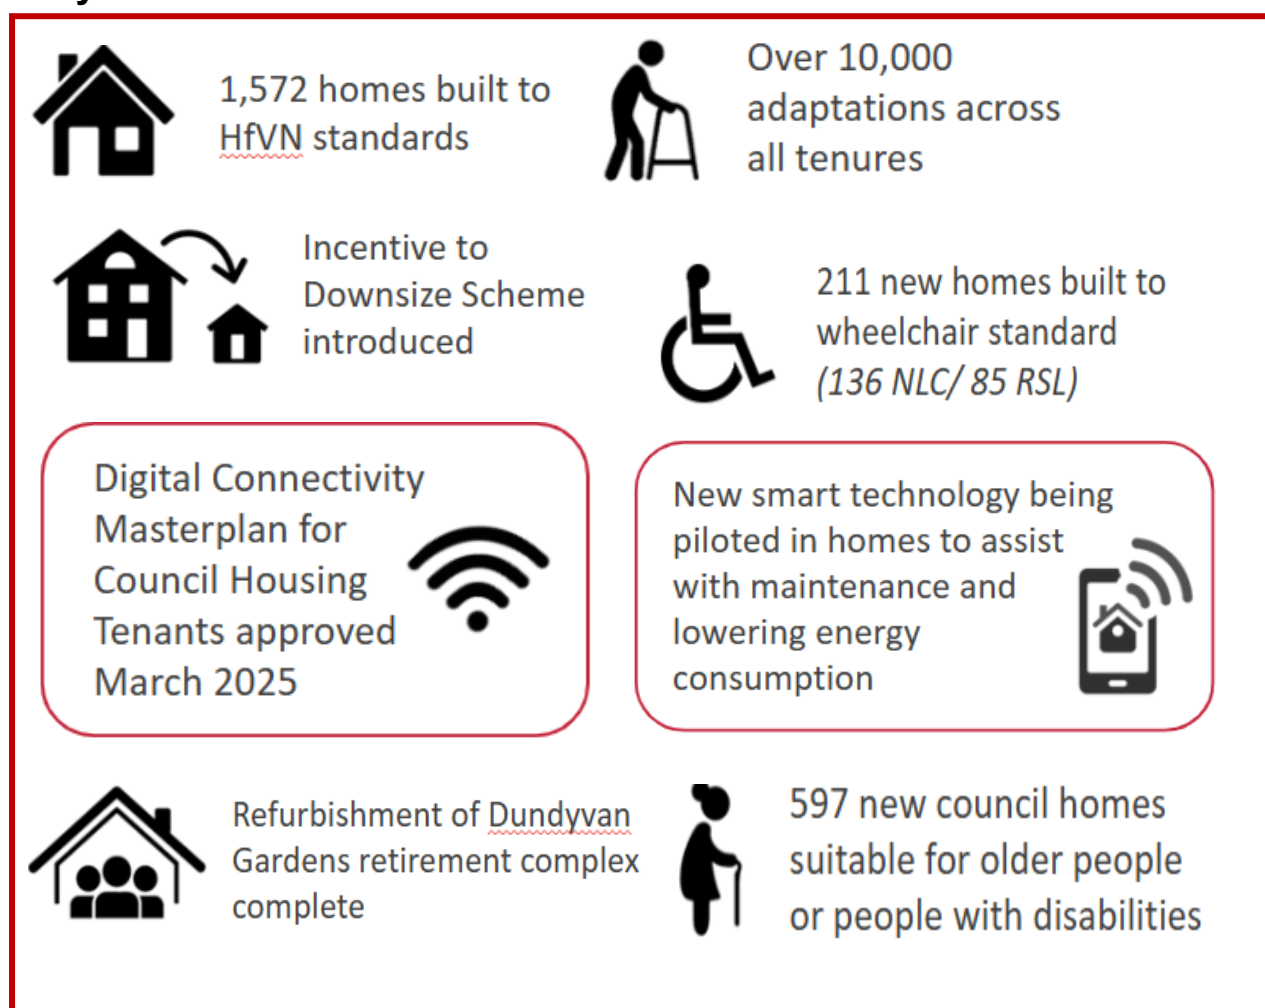 1,572 homes built to
HfVN standards
Over 10,000
adaptations across
all tenures
Incentive to
Downsize Scheme
introduced
211 new homes built to
wheelchair standard
(136 NLC/ 85 RSL)
Digital Connectivity
Masterplan for
Council Housing
Tenants approved
March 2025
New smart technology being
piloted in homes to assist
with maintenance and
lowering energy
consumption
Refurbishment of Dundyvan
Gardens retirement complex
complete
597 new council homes
suitable for older people
or people with disabilities